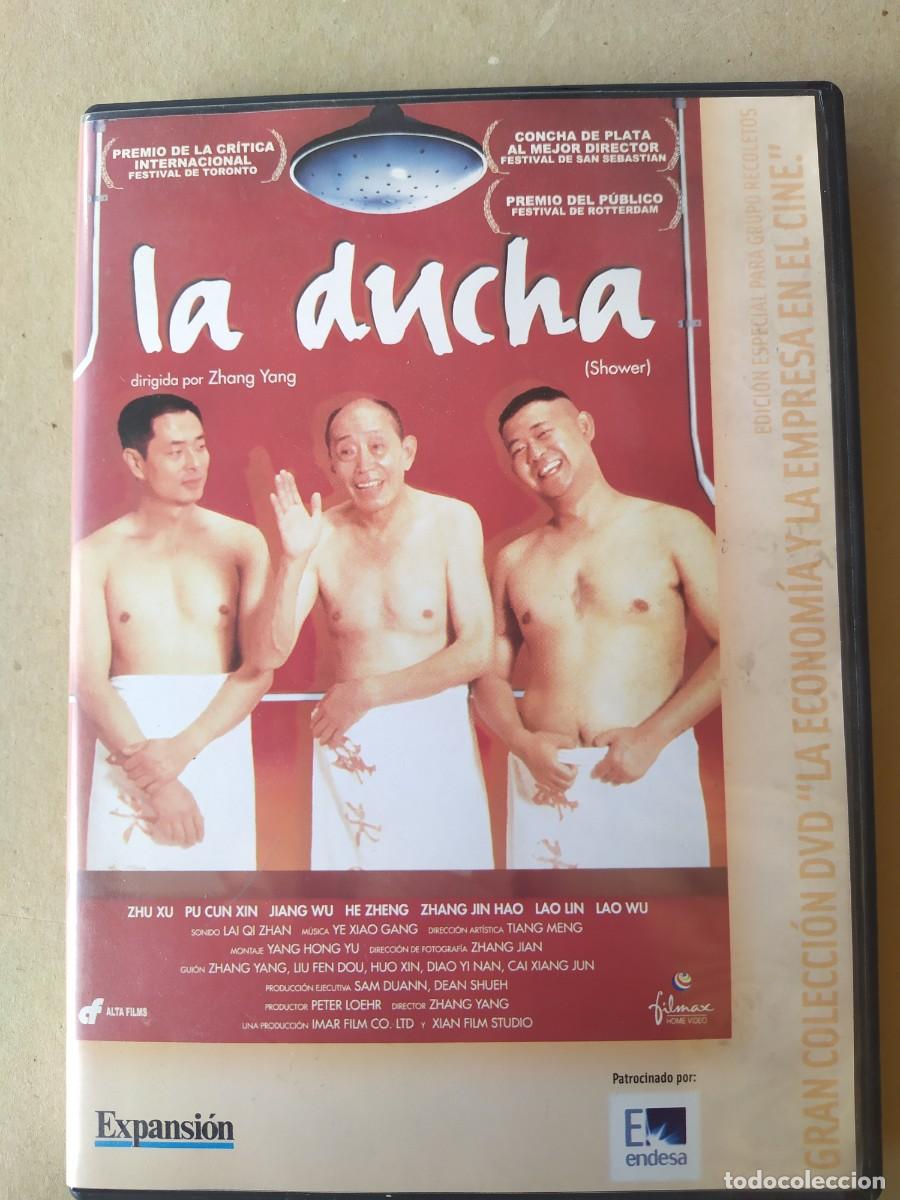 PREMIO DE LA CRÍTICA
INTERNACIONAL
FESTIVAL DE TORONTO
CONCHA DE PLATA
AL MEJOR DIRECTOR
FESTIVAL DE SAN SEBASTIAN
PREMIO DEL PÚBLICO
FESTIVAL DE ROTTERDAM
la ducha
dirigida por Zhang Yang
(Shower)
ZHU XU PU CUN XIN JIANG WU HE ZHENG ZHANG JIN HAO LAO LIN LAO WU
SONIDO LAI QI ZHAN MÚSICA YE XIAO GANG DIRECCIÓN ARTÍSTICA TIANG MENG
MONTAJE YANG HONG YU DIRECCIÓN DE FOTOGRAFÍA ZHANG JIAN
GUIÓN ZHANG YANG, LIU FEN DOU, HUO XIN, DIAO YI NAN, CAI XIANG JUN
PRODUCCIÓN EJECUTIVA SAM DUANN, DEAN SHUEH
PRODUCTOR PETER LOEHR DIRECTOR ZHANG YANG
UNA PRODUCCIÓN IMAR FILM CO. LTD Y XIAN FILM STUDIO
af ALTA FILMS
filmax
HOME VIDEO
EDICIÓN ESPECIAL PARA GRUPO RECOLETOS
GRAN COLECCIÓN DVD "LA ECONOMÍA Y LA EMPRESA EN EL CINE."
Expansión
Patrocinado por:
E
endesa
todocoleccion